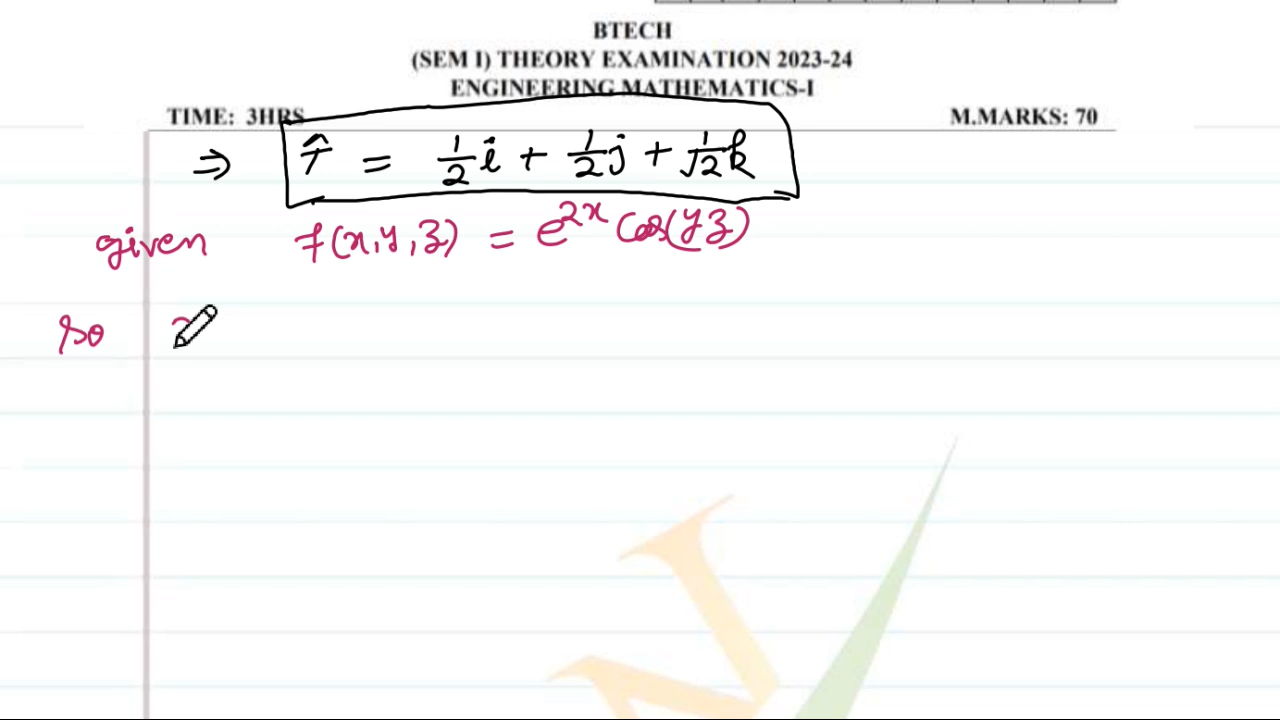 BTECH
(SEM I) THEORY EXAMINATION 2023-24
ENGINEERING MATHEMATICS-I
TIME: 3HRS M.MARKS: 70
⇒ T̂ = 1/2 î + 1/2 ĵ + 1/√2 k̂
given f(x,y,z) = e^{2x} Cos(yz)
so